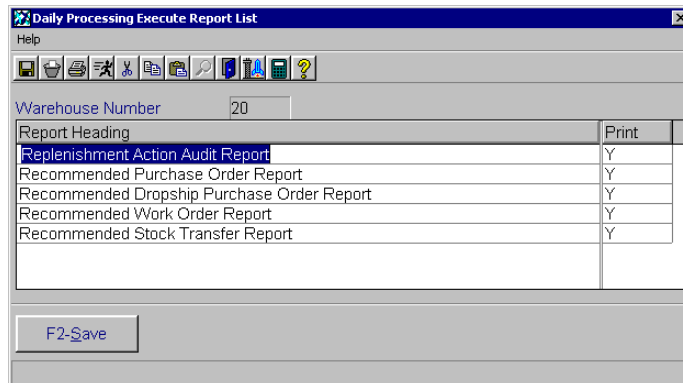 Daily Processing Execute Report List
Help
Warehouse Number 20
Report Heading Print
Replenishment Action Audit Report Y
Recommended Purchase Order Report Y
Recommended Dropship Purchase Order Report Y
Recommended Work Order Report Y
Recommended Stock Transfer Report Y
F2-Save